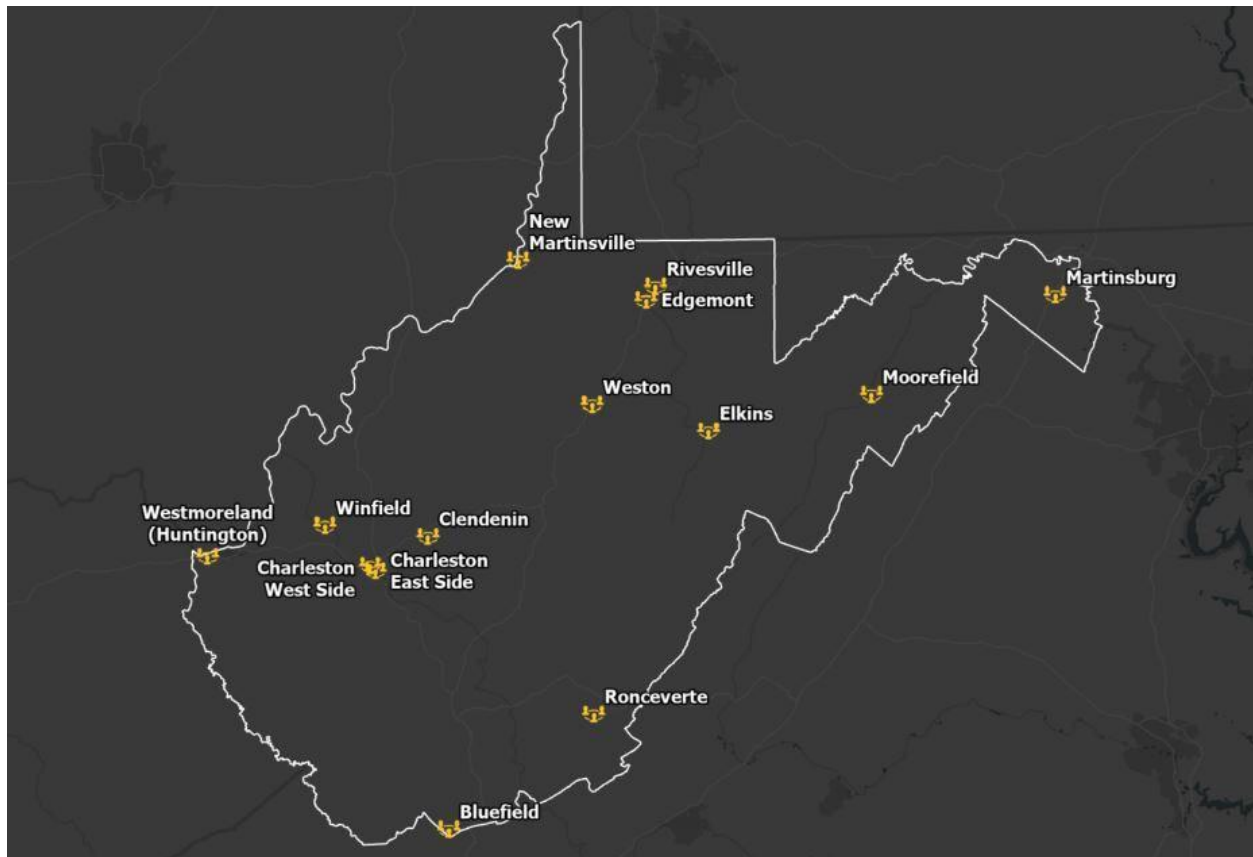 New
Martinsville
Rivesville
Edgemont
Martinsburg
Moorefield
Weston
Elkins
Winfield
Westmoreland
(Huntington)
Clendenin
Charleston
West Side
Charleston
East Side
Ronceverte
Bluefield